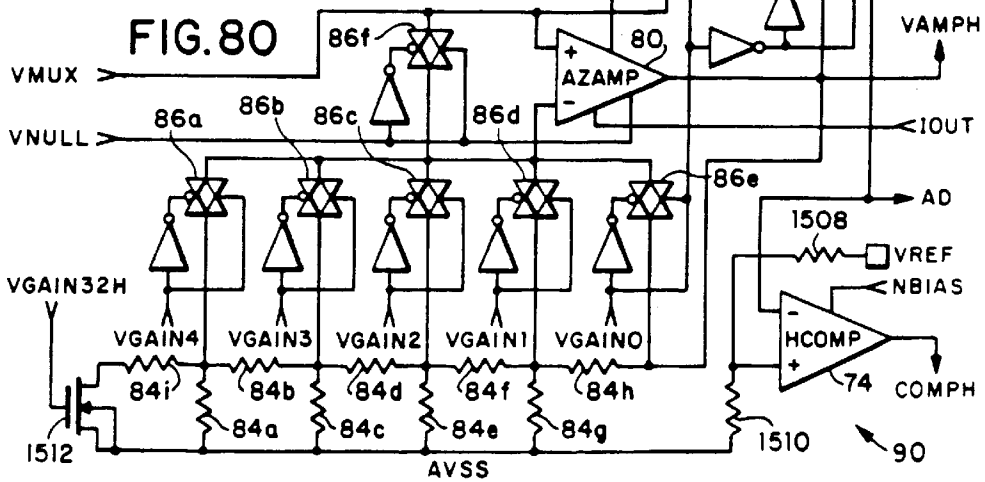 FIG. 80
86f
80
VAMPH
VMUX
+
AZAMP
-
VNULL
86a
86b
86c
86d
IOUT
86e
AD
1508
VREF
NBIAS
VGAIN32H
VGAIN4
VGAIN3
VGAIN2
VGAIN1
VGAIN0
-
HCOMP
+
84i
84b
84d
84f
84h
74
COMPH
1512
84a
84c
84e
84g
1510
90
AVSS